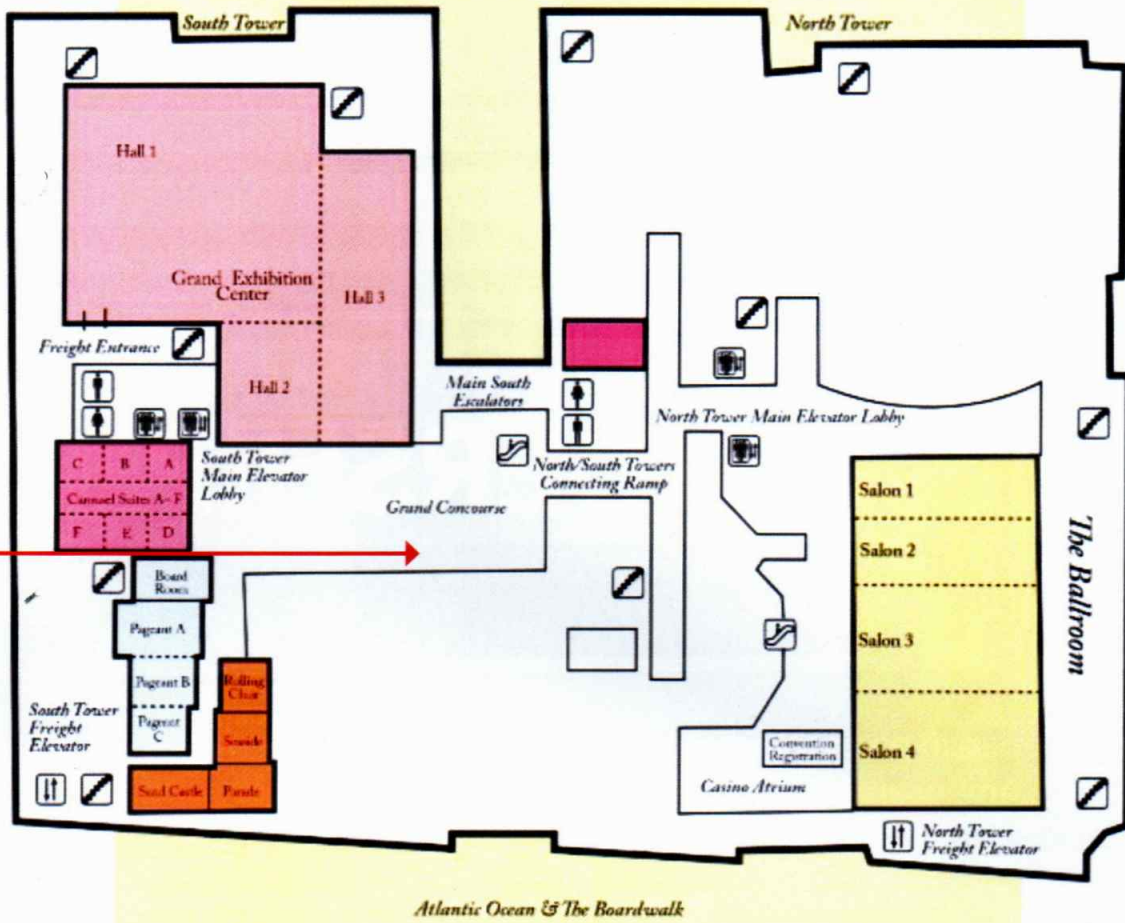 South Tower
North Tower
Hall 1
Grand Exhibition
Center
Hall 3
Freight Entrance
Hall 2
Main South
Escalators
North Tower Main Elevator Lobby
C B A
Carousel Suites A-F
F E D
South Tower
Main Elevator
Lobby
North/South Towers
Connecting Ramp
Grand Concourse
Salon 1
Salon 2
Salon 3
Salon 4
The Ballroom
Board
Room
Pageant A
Pageant B
Pageant
C
Rolling
Chair
Seaside
Sand Castle
Parade
South Tower
Freight
Elevator
Convention
Registration
Casino Atrium
North Tower
Freight Elevator
Atlantic Ocean & The Boardwalk